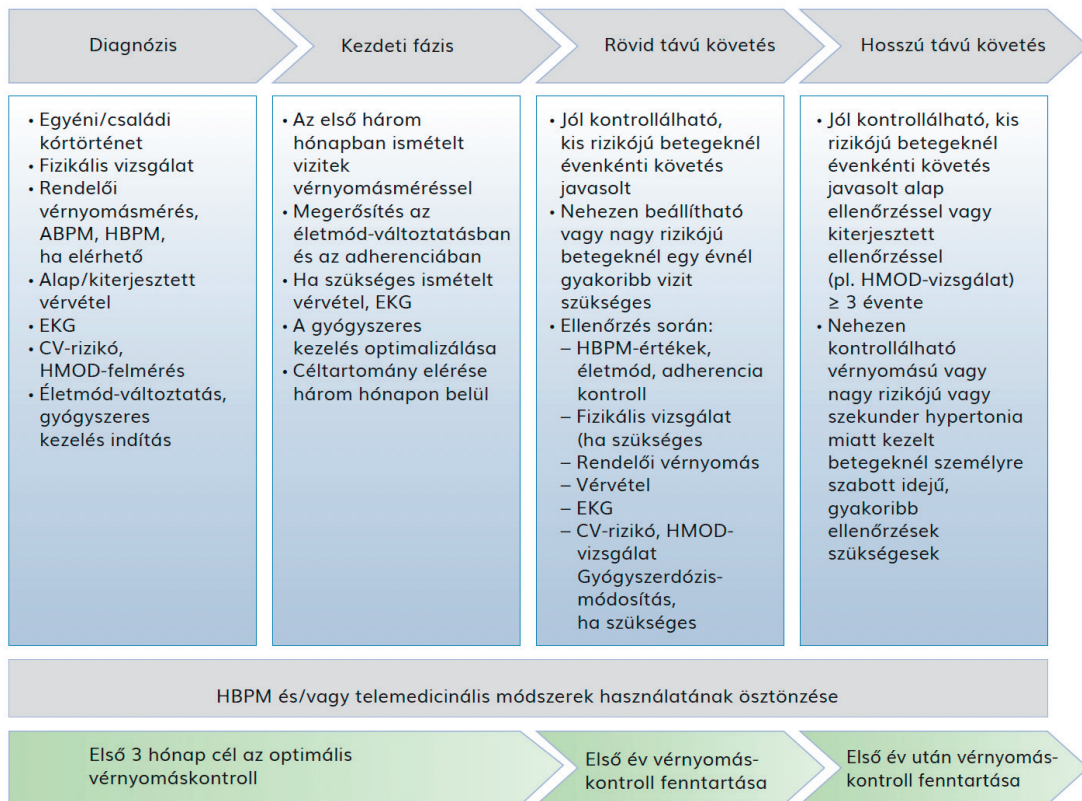 Diagnózis
Kezdeti fázis
Rövid távú követés
Hosszú távú követés
• Egyéni/családi
kórtörténet
• Fizikális vizsgálat
• Rendelői
vérnyomásmérés,
ABPM, HBPM,
ha elérhető
• Alap/kiterjesztett
vérvétel
• EKG
• CV-rizikó,
HMOD-felmérés
• Életmód-változtatás,
gyógyszeres
kezelés indítás
• Az első három
hónapban ismételt
vizitek
vérnyomásméréssel
• Megerősítés az
életmód-változtatásban
és az adherenciában
• Ha szükséges ismételt
vérvétel, EKG
• A gyógyszeres
kezelés optimalizálása
• Céltartomány elérése
három hónapon belül
• Jól kontrollálható,
kis rizikójú betegeknél
évenkénti követés
javasolt
• Nehezen beállítható
vagy nagy rizikójú
betegeknél egy évnél
gyakoribb vizit
szükséges
• Ellenőrzés során:
– HBPM-értékek,
életmód, adherencia
kontroll
– Fizikális vizsgálat
(ha szükséges
– Rendelői vérnyomás
– Vérvétel
– EKG
– CV-rizikó, HMOD-
vizsgálat
Gyógyszerdózis-
módosítás,
ha szükséges
• Jól kontrollálható, kis
rizikójú betegeknél
évenkénti követés
javasolt alap
ellenőrzéssel vagy
kiterjesztett
ellenőrzéssel
(pl. HMOD-vizsgálat)
≥ 3 évente
• Nehezen
kontrollálható
vérnyomású vagy
nagy rizikójú vagy
szekunder hypertonia
miatt kezelt
betegeknél személyre
szabott idejű,
gyakoribb
ellenőrzések
szükségesek
HBPM és/vagy telemedicinális módszerek használatának ösztönzése
Első 3 hónap cél az optimális
vérnyomáskontroll
Első év vérnyomás-
kontroll fenntartása
Első év után vérnyomás-
kontroll fenntartása